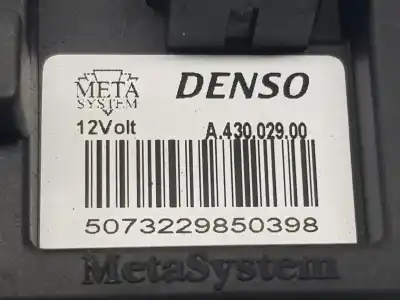 META
SYSTEM
DENSO
12Volt A.430.029.00
5073229850398
MetaSystem